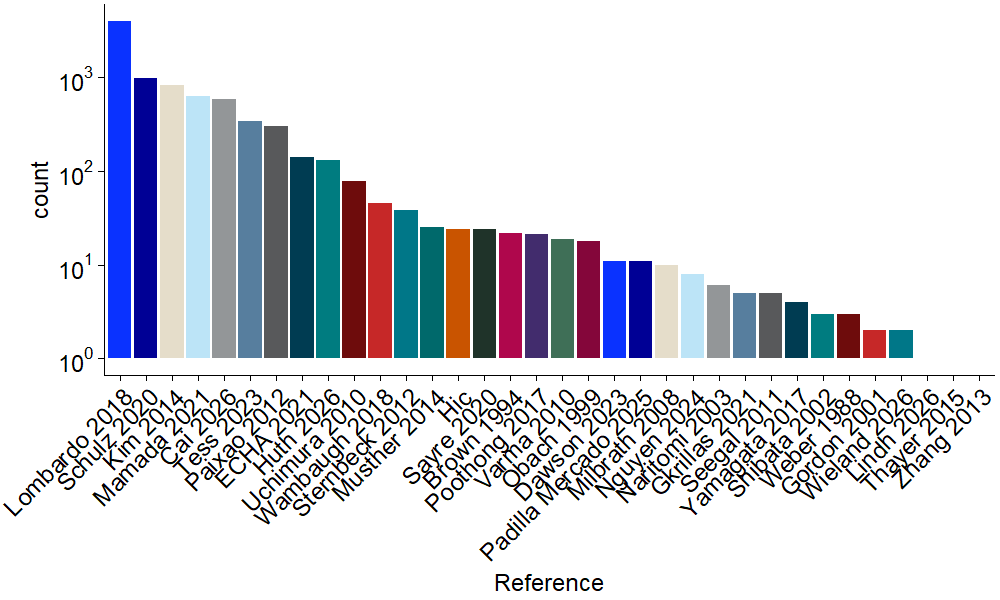 10³
10²
10¹
10⁰
count
Lombardo 2018
Schulz 2020
Kim 2014
Mamada 2021
Cai 2026
Tess 2023
Paixao 2012
ECHA 2021
Huth 2026
Uchimura 2010
Wambaugh 2018
Sternbeck 2012
Musther 2014
Hic
Sayre 2020
Brown 1994
Poothong 2017
Varma 2010
Obach 1999
Dawson 2023
Padilla Mercado 2025
Milbrath 2008
Nguyen 2024
Naritomi 2003
Gkrillas 2021
Seegal 2011
Yamagata 2017
Shibata 2002
Weber 1988
Gordon 2001
Wieland 2026
Lindh 2026
Thayer 2015
Zhang 2013
Reference